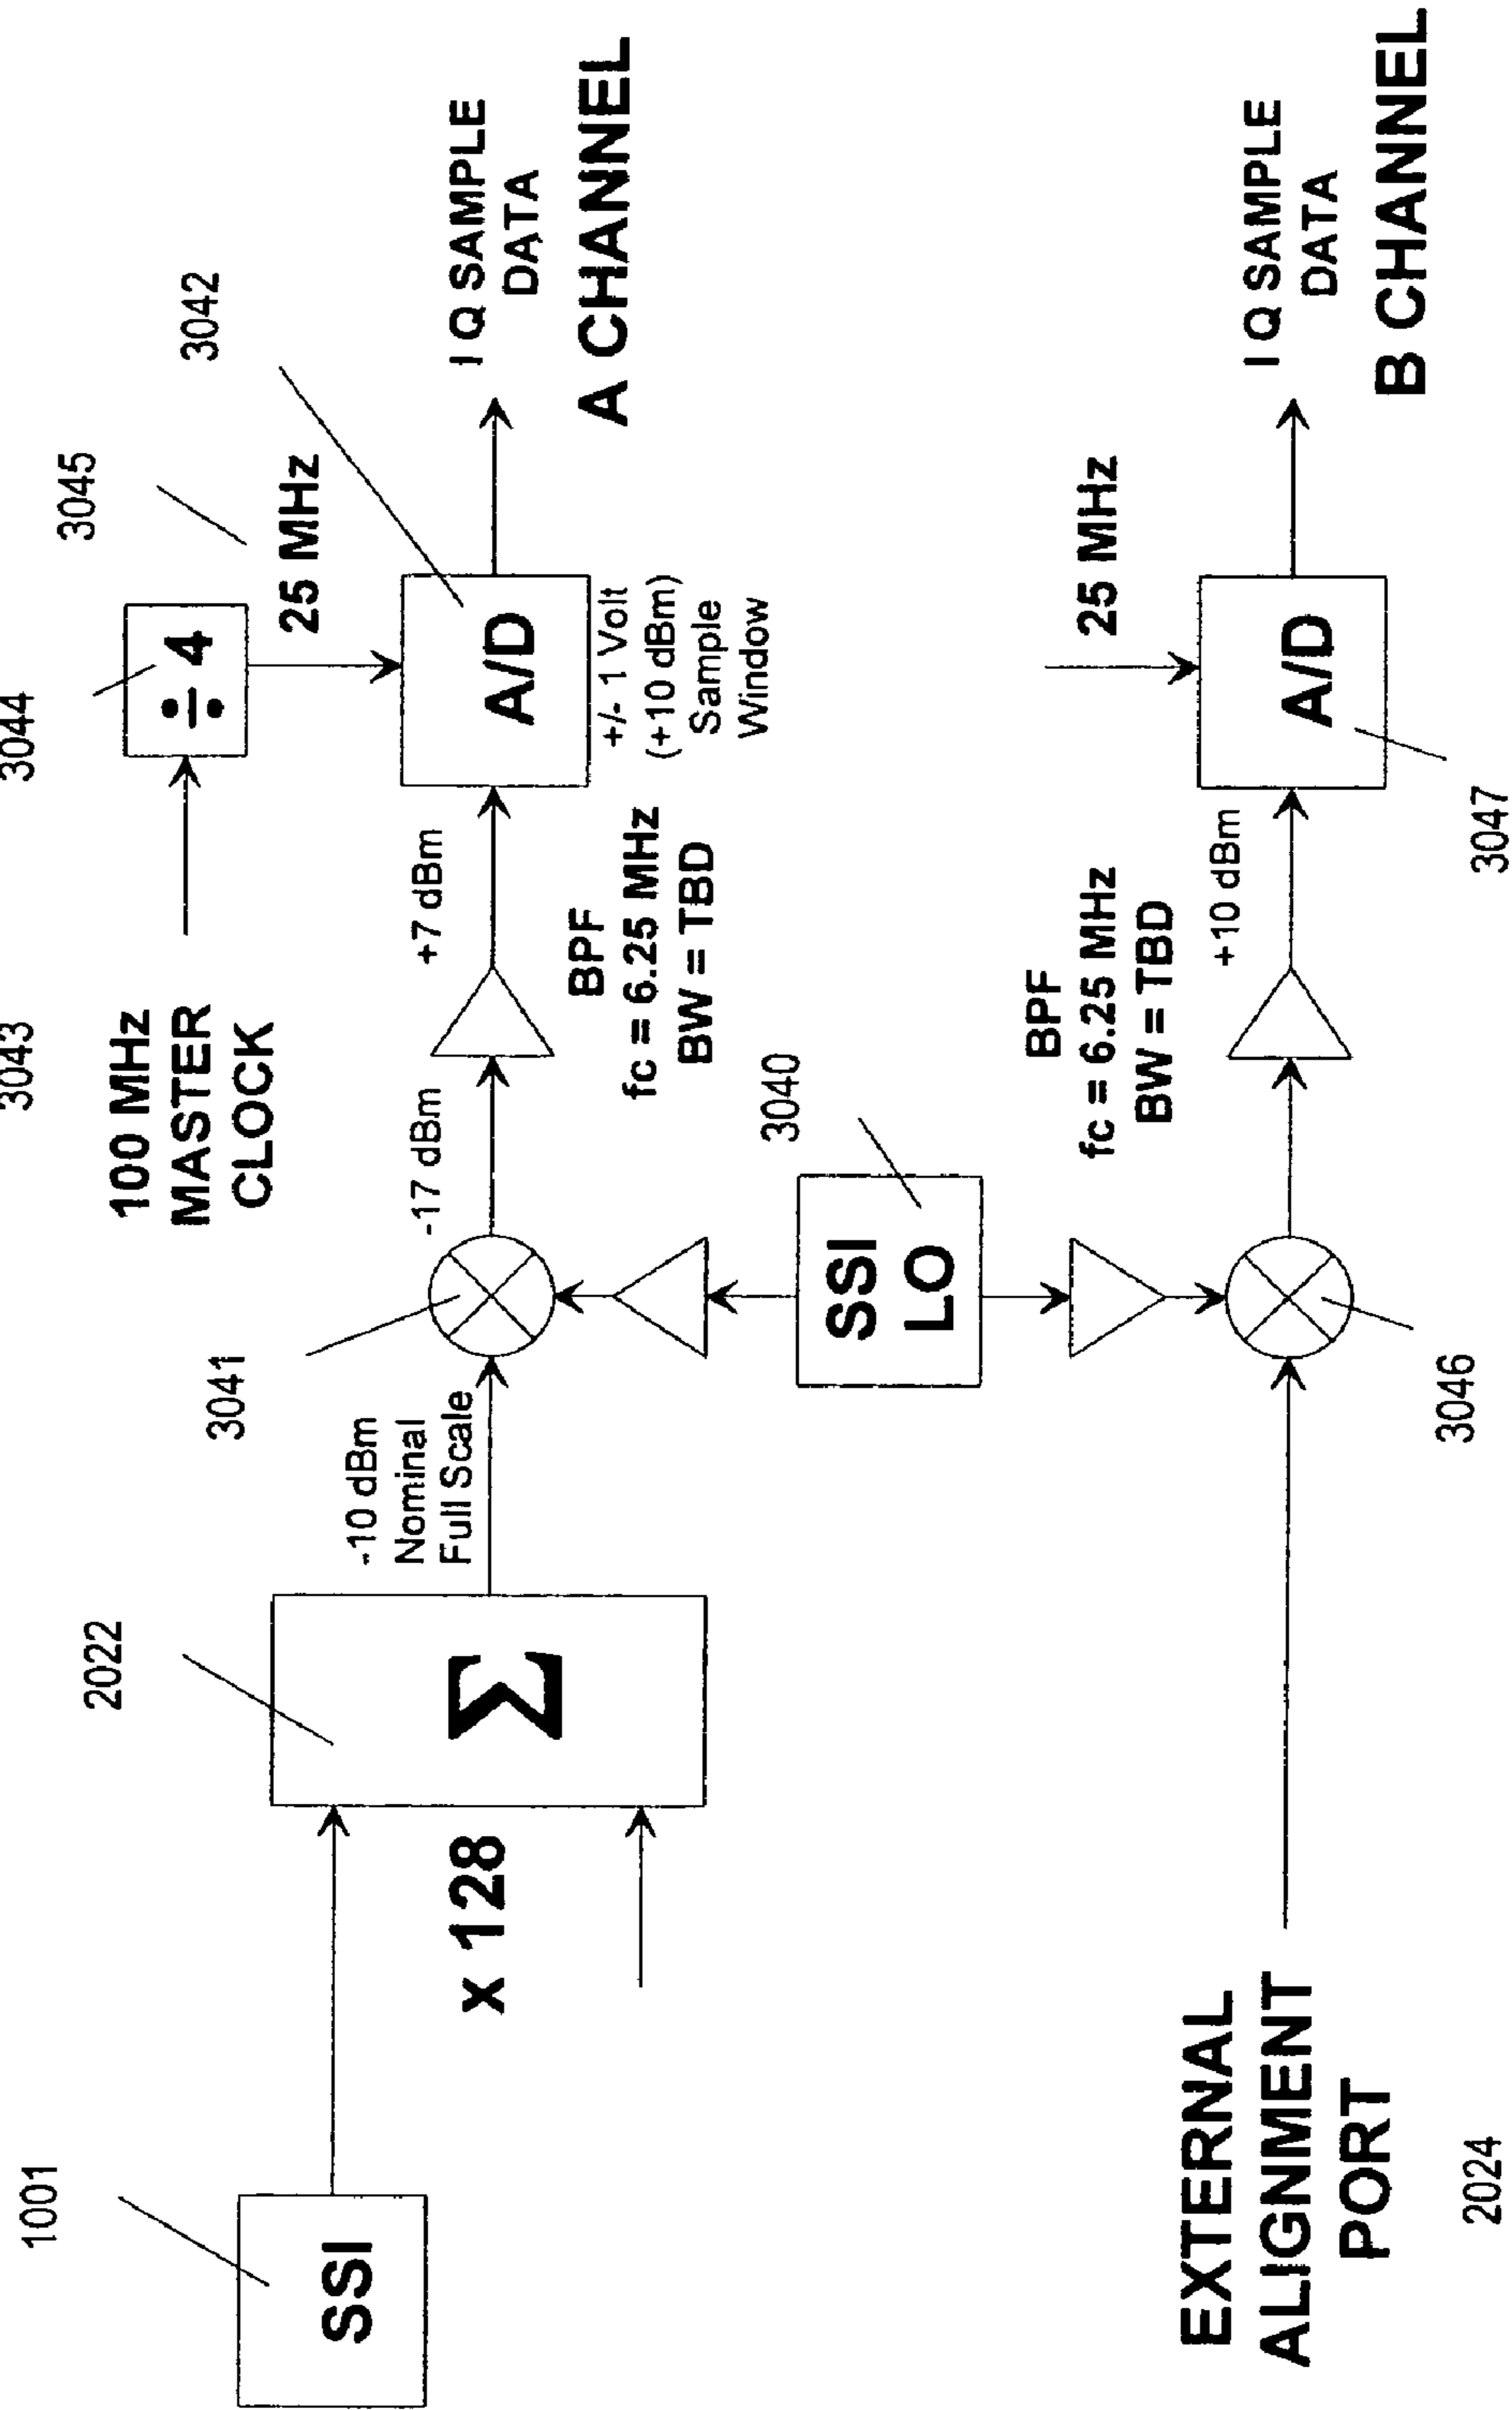 1001
SSI
2022
Σ
x 128
-10 dBm
Nominal
Full Scale
3041
-17 dBm
+7 dBm
BPF
fc = 6.25 MHz
BW = TBD
3043
100 MHz
MASTER
CLOCK
3044
÷ 4
3045
25 MHz
3042
A/D
+/- 1 Volt
(+10 dBm)
Sample
Window
I Q SAMPLE
DATA
A CHANNEL
3040
SSI
LO
EXTERNAL
ALIGNMENT
PORT
2024
3046
BPF
fc = 6.25 MHz
BW = TBD
+10 dBm
25 MHz
A/D
3047
I Q SAMPLE
DATA
B CHANNEL